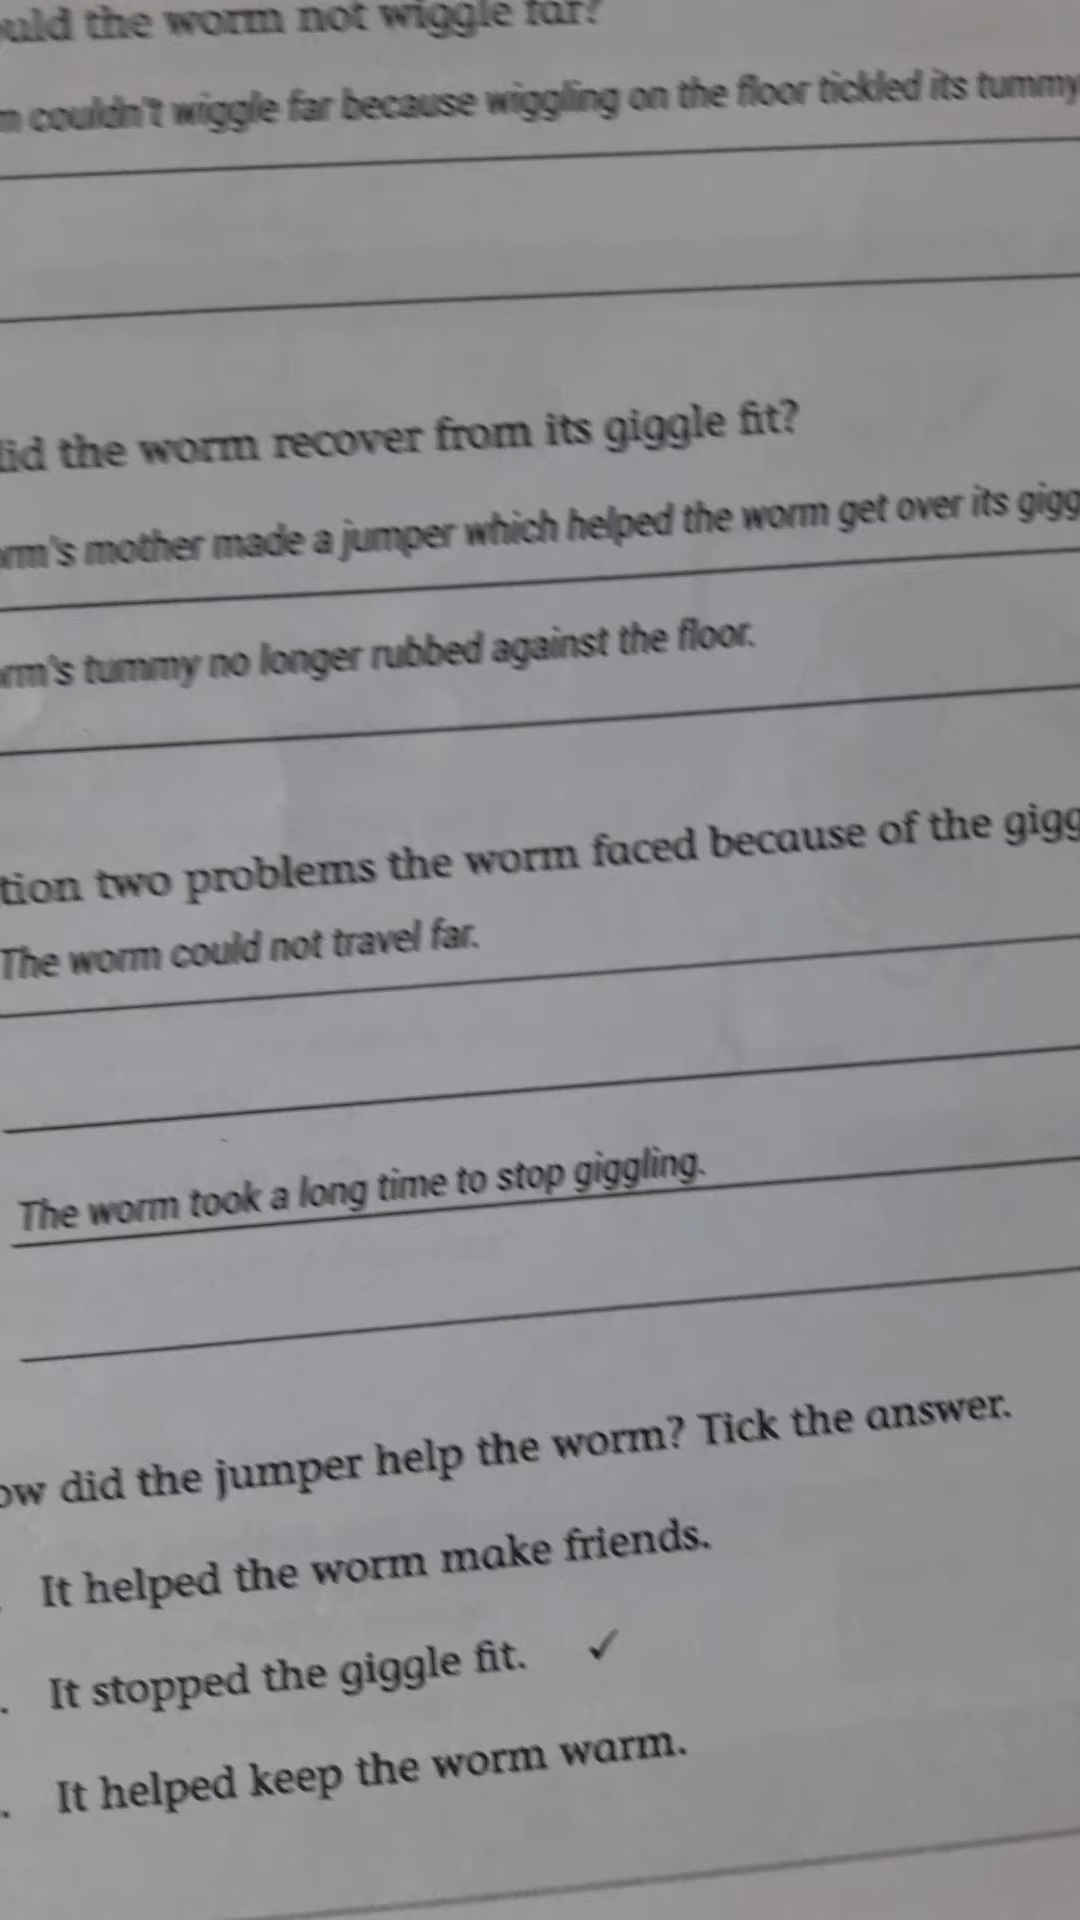 uld the worm not wiggle far?
couldn't wiggle far because wiggling on the floor tickled its tummy
did the worm recover from its giggle fit?
orm's mother made a jumper which helped the worm get over its gigg
orm's tummy no longer rubbed against the floor.
tion two problems the worm faced because of the gigg
The worm could not travel far.
The worm took a long time to stop giggling.
ow did the jumper help the worm? Tick the answer.
It helped the worm make friends.
. It stopped the giggle fit. ✓
. It helped keep the worm warm.